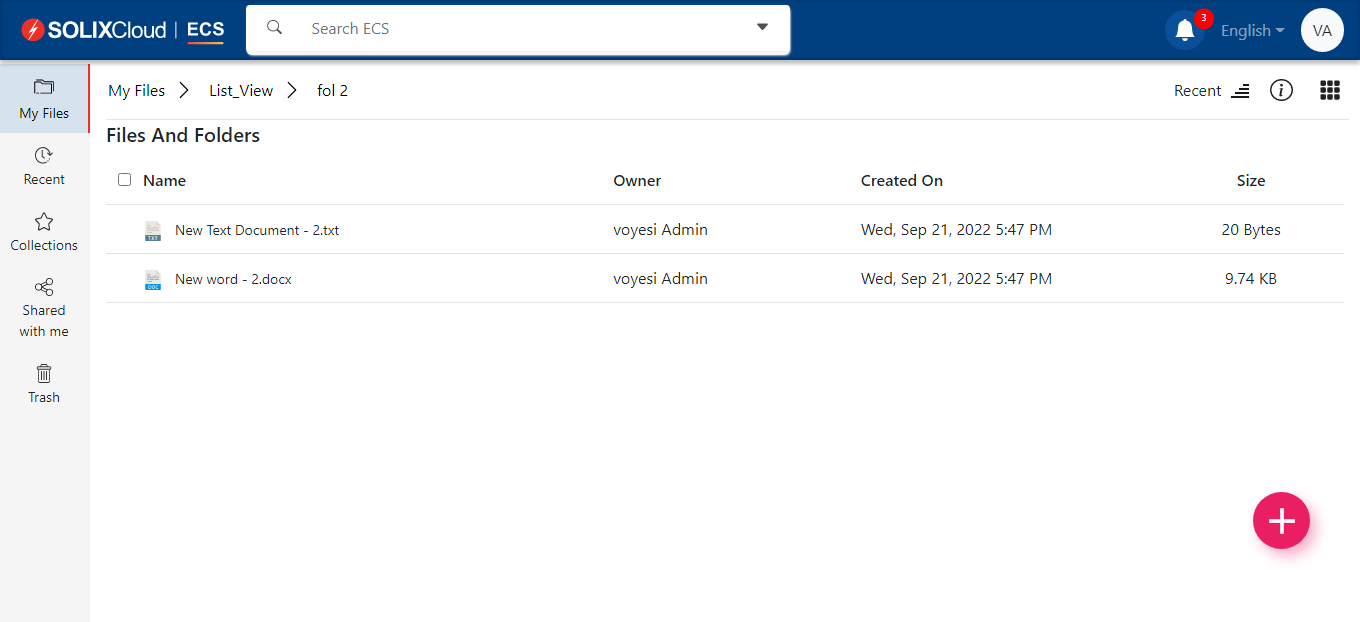 SOLIXCloud | ECS
Search ECS
3
English
VA
My Files
Recent
Collections
Shared
with me
Trash
My Files > List_View > fol 2
Recent
Files And Folders
Name Owner Created On Size
New Text Document - 2.txt voyesi Admin Wed, Sep 21, 2022 5:47 PM 20 Bytes
New word - 2.docx voyesi Admin Wed, Sep 21, 2022 5:47 PM 9.74 KB
TXT
DOC